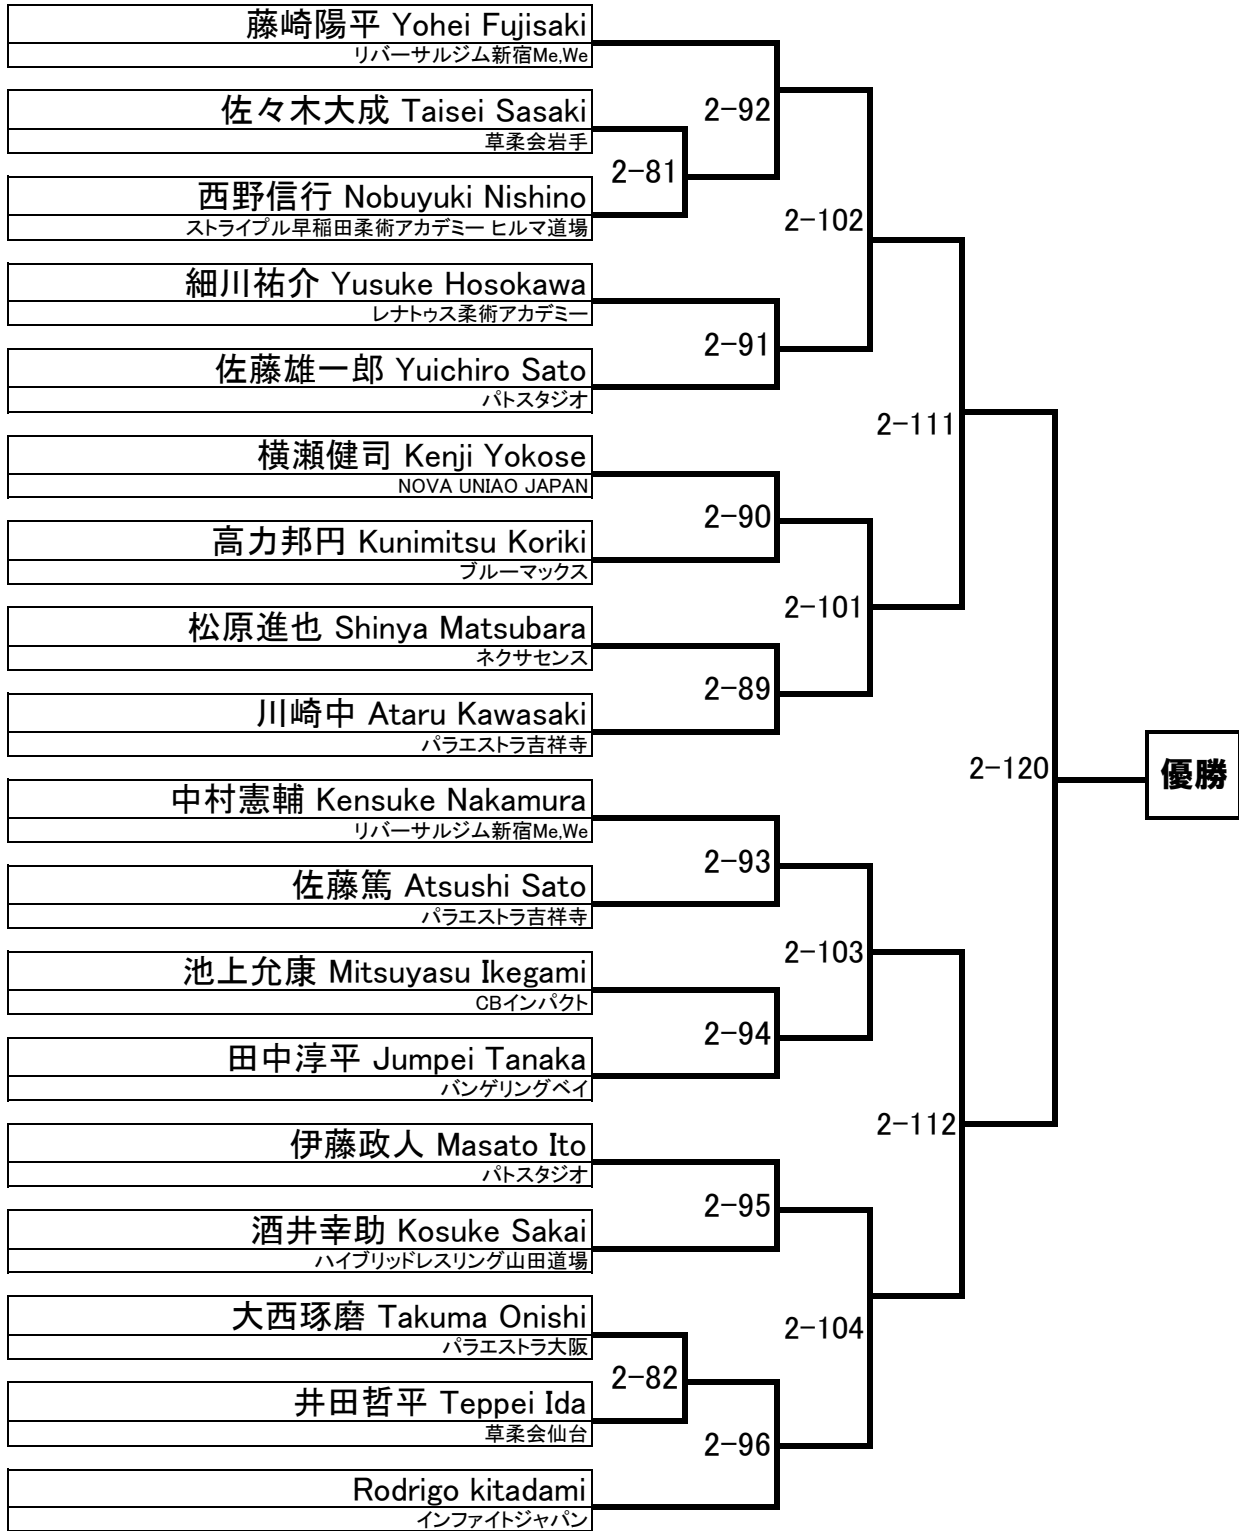 藤崎陽平 Yohei Fujisaki
リバーサルジム新宿Me,We
佐々木大成 Taisei Sasaki
草柔会岩手
西野信行 Nobuyuki Nishino
ストライプル早稲田柔術アカデミー ヒルマ道場
細川祐介 Yusuke Hosokawa
レナトゥス柔術アカデミー
佐藤雄一郎 Yuichiro Sato
パトスタジオ
横瀬健司 Kenji Yokose
NOVA UNIAO JAPAN
高力邦円 Kunimitsu Koriki
ブルーマックス
松原進也 Shinya Matsubara
ネクサセンス
川崎中 Ataru Kawasaki
パラエストラ吉祥寺
中村憲輔 Kensuke Nakamura
リバーサルジム新宿Me,We
佐藤篤 Atsushi Sato
パラエストラ吉祥寺
池上允康 Mitsuyasu Ikegami
CBインパクト
田中淳平 Jumpei Tanaka
バンゲリングベイ
伊藤政人 Masato Ito
パトスタジオ
酒井幸助 Kosuke Sakai
ハイブリッドレスリング山田道場
大西琢磨 Takuma Onishi
パラエストラ大阪
井田哲平 Teppei Ida
草柔会仙台
Rodrigo kitadami
インファイトジャパン
2-81
2-82
2-92
2-91
2-90
2-89
2-93
2-94
2-95
2-96
2-102
2-101
2-103
2-104
2-111
2-112
2-120
優勝